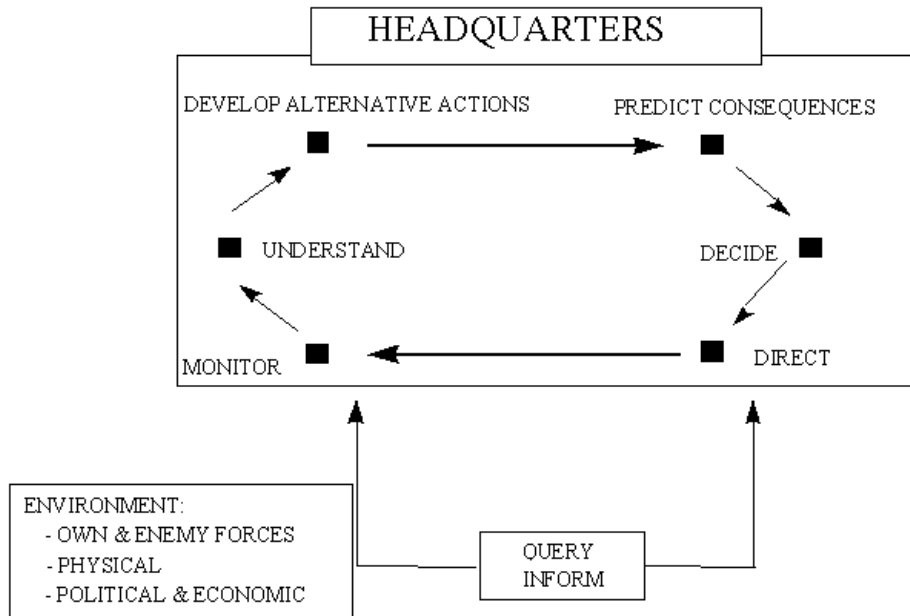 HEADQUARTERS
DEVELOP ALTERNATIVE ACTIONS
PREDICT CONSEQUENCES
UNDERSTAND
DECIDE
MONITOR
DIRECT
ENVIRONMENT:
- OWN & ENEMY FORCES
- PHYSICAL
- POLITICAL & ECONOMIC
QUERY
INFORM